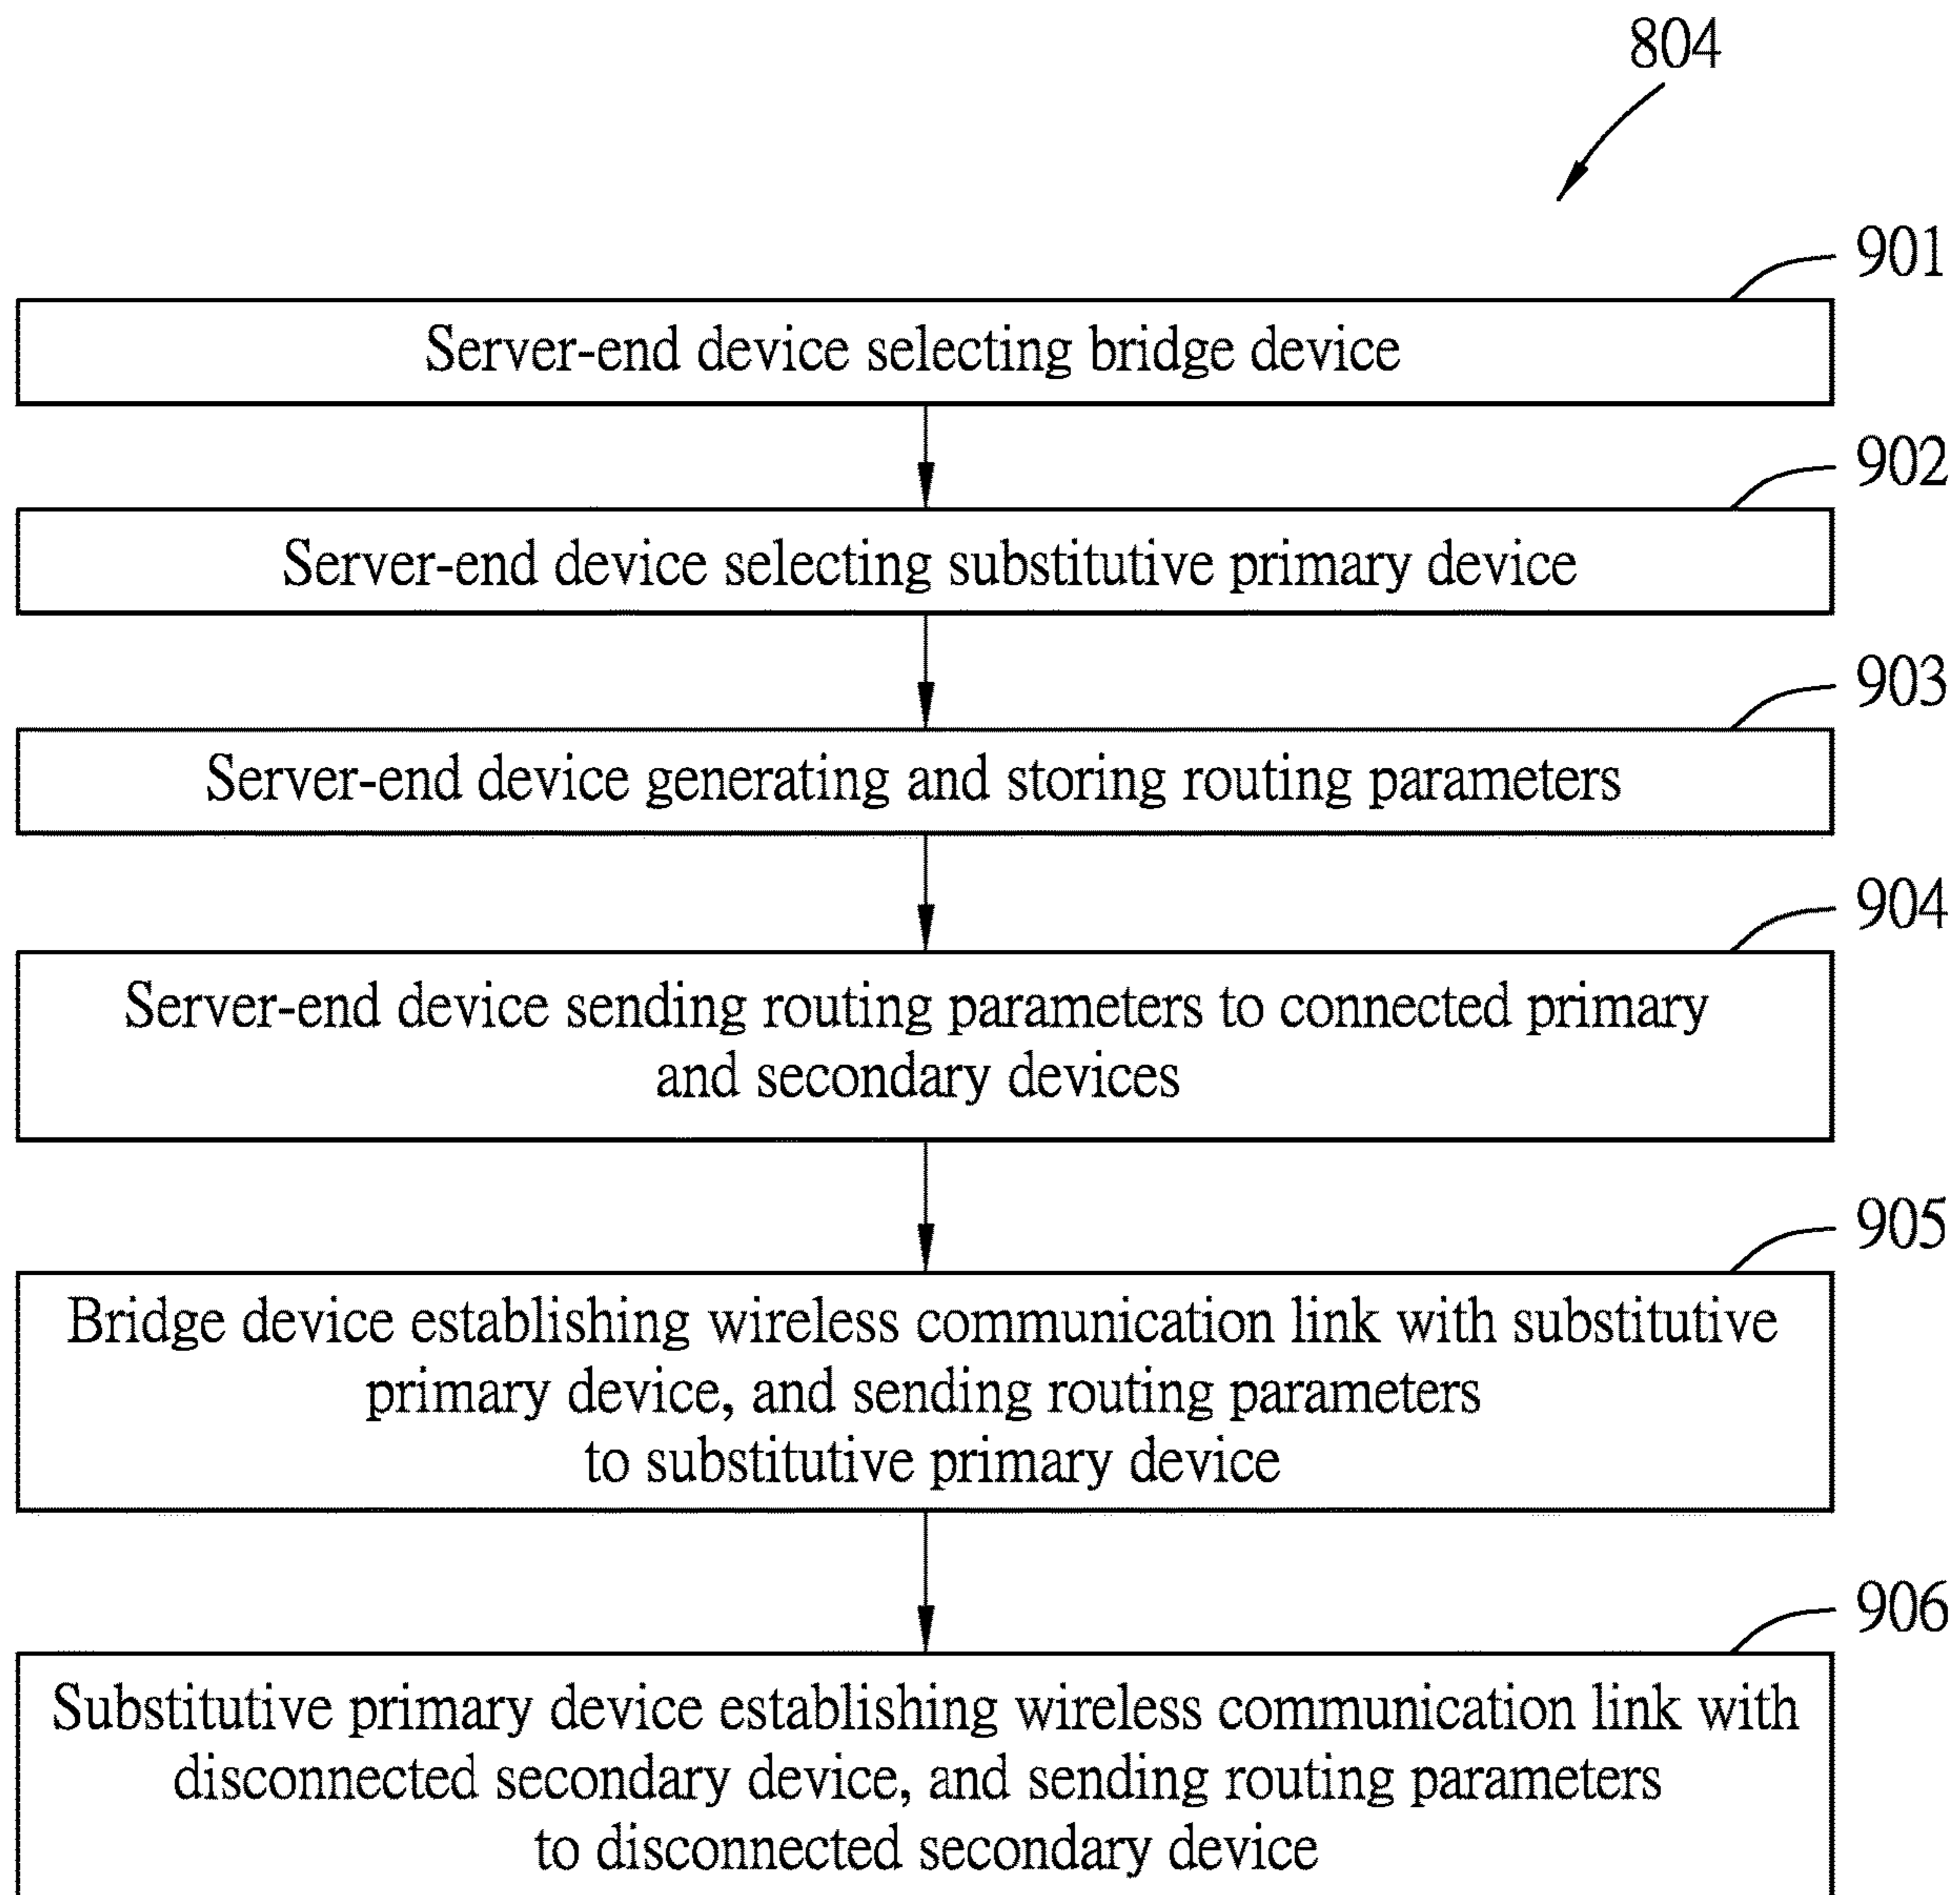 804
901
Server-end device selecting bridge device
902
Server-end device selecting substitutive primary device
903
Server-end device generating and storing routing parameters
904
Server-end device sending routing parameters to connected primary
and secondary devices
905
Bridge device establishing wireless communication link with substitutive
primary device, and sending routing parameters
to substitutive primary device
906
Substitutive primary device establishing wireless communication link with
disconnected secondary device, and sending routing parameters
to disconnected secondary device